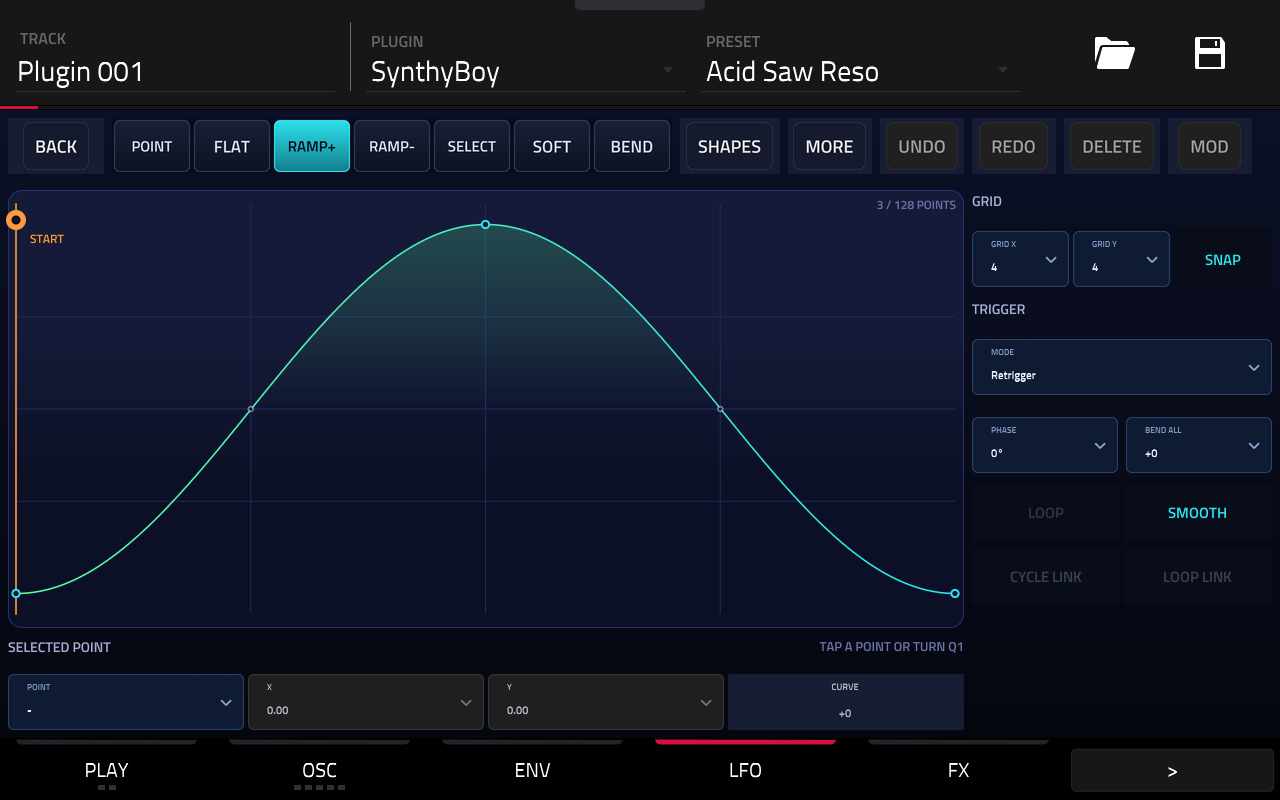 TRACK
Plugin 001
PLUGIN
SynthyBoy
PRESET
Acid Saw Reso
BACK
POINT
FLAT
RAMP+
RAMP-
SELECT
SOFT
BEND
SHAPES
MORE
UNDO
REDO
DELETE
MOD
3 / 128 POINTS
START
GRID
GRID X
4
GRID Y
4
SNAP
TRIGGER
MODE
Retrigger
PHASE
0°
BEND ALL
+0
LOOP
SMOOTH
CYCLE LINK
LOOP LINK
SELECTED POINT
TAP A POINT OR TURN Q1
POINT
-
X
0.00
Y
0.00
CURVE
+0
PLAY
OSC
ENV
LFO
FX
>